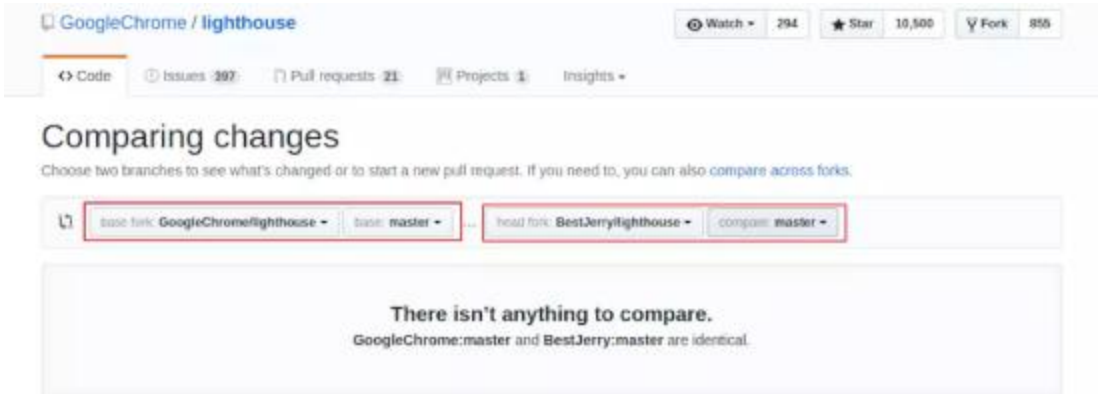 GoogleChrome / lighthouse
Watch 294 Star 10,500 Fork 855
Code Issues 397 Pull requests 21 Projects 1 Insights
Comparing changes
Choose two branches to see what's changed or to start a new pull request. If you need to, you can also compare across forks.
base fork: GoogleChrome/lighthouse base: master ... head fork: BestJerry/lighthouse compare: master
There isn't anything to compare.
GoogleChrome:master and BestJerry:master are identical.